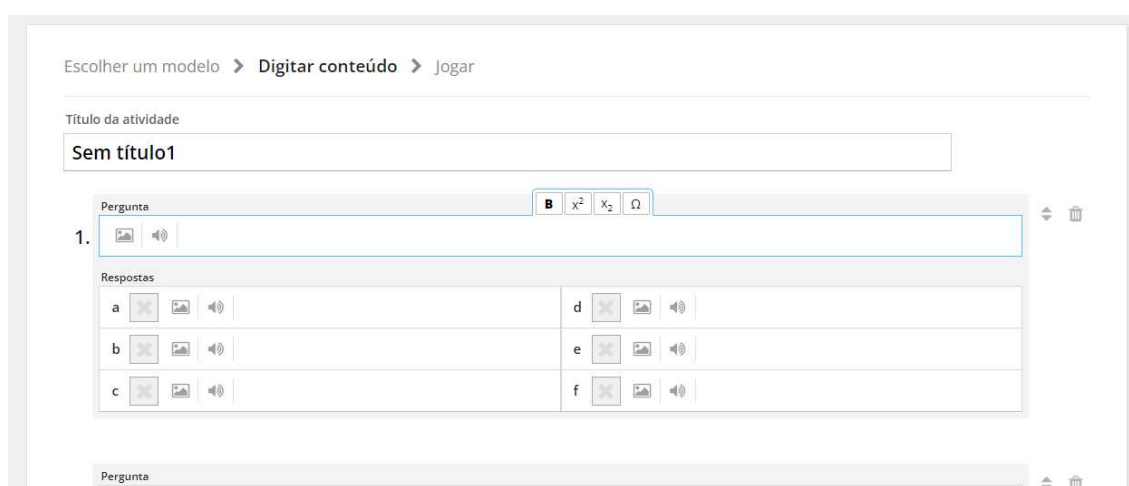 Escolher um modelo > Digitar conteúdo > Jogar
Título da atividade
Sem título1
Pergunta
B x² x₂ Ω
1.
Respostas
a d
b e
c f
Pergunta